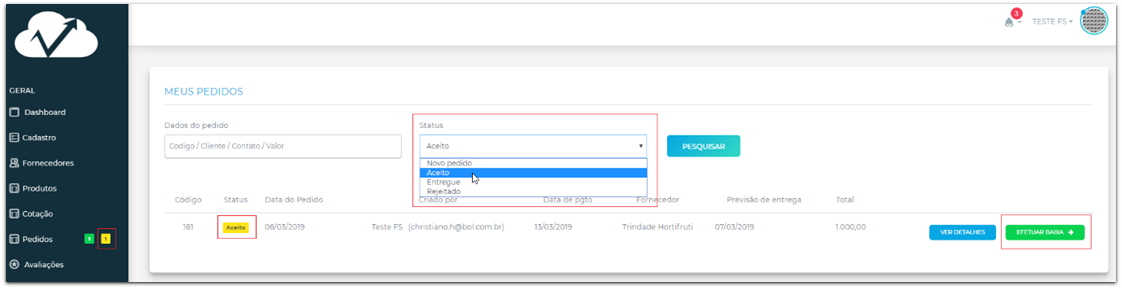 3
TESTE FS
GERAL
Dashboard
Cadastro
Fornecedores
Produtos
Cotação
Pedidos 1 1
Avaliações
MEUS PEDIDOS
Dados do pedido
Codigo / Cliente / Contato / Valor
Status
Aceito
Novo pedido
Aceito
Entregue
Rejeitado
PESQUISAR
Código Status Data do Pedido Criado por Data de pgto Fornecedor Previsão de entrega Total
181 Aceito 06/03/2019 Teste FS (christiano.h@bol.com.br) 13/03/2019 Trindade Hortifruti 07/03/2019 1.000,00 VER DETALHES EFETUAR BAIXA